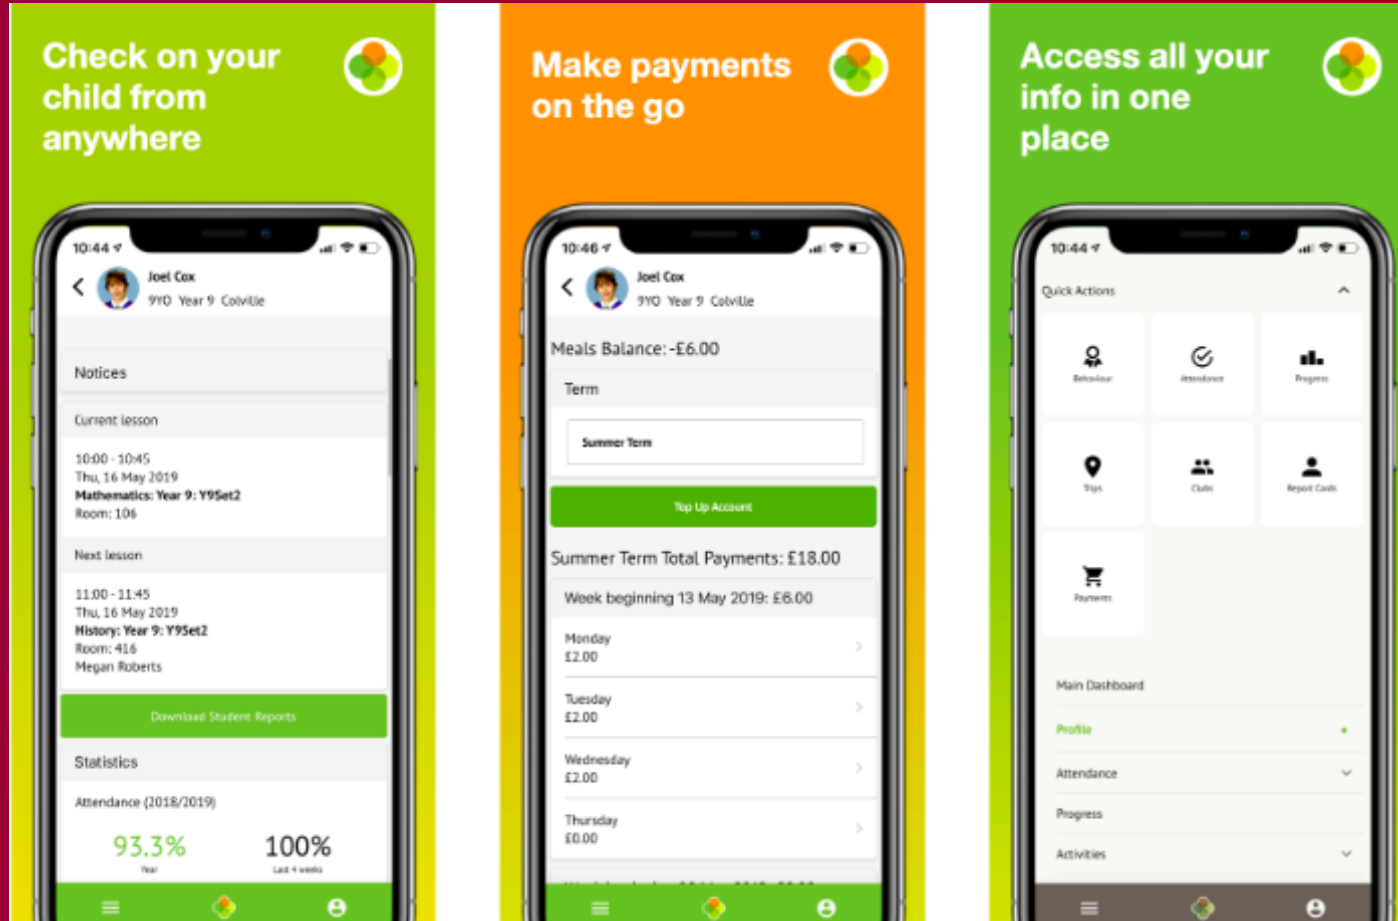 Check on your
child from
anywhere
10:44
Joel Cox
9YO Year 9 Colville
Notices
Current lesson
10:00 - 10:45
Thu, 16 May 2019
Mathematics: Year 9: Y9Set2
Room: 106
Next lesson
11:00 - 11:45
Thu, 16 May 2019
History: Year 9: Y9Set2
Room: 416
Megan Roberts
Download Student Reports
Statistics
Attendance (2018/2019)
93.3% 100%
Year Last 4 weeks
Make payments
on the go
10:46
Joel Cox
9YO Year 9 Colville
Meals Balance: -£6.00
Term
Summer Term
Top Up Account
Summer Term Total Payments: £18.00
Week beginning 13 May 2019: £6.00
Monday
£2.00
Tuesday
£2.00
Wednesday
£2.00
Thursday
£0.00
Access all your
info in one
place
10:44
Quick Actions
Behaviour Attendance Progress
Trips Clubs Report Cards
Payments
Main Dashboard
Profile
Attendance
Progress
Activities